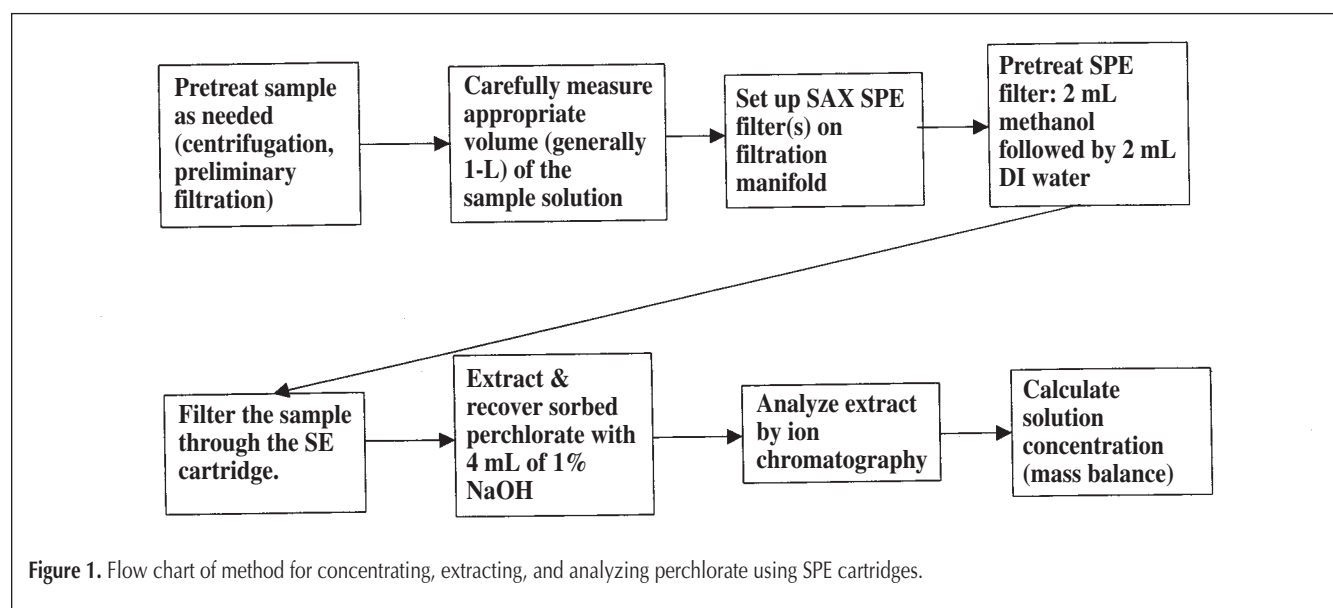 Pretreat sample
as needed
(centrifugation,
preliminary
filtration)
Carefully measure
appropriate
volume (generally
1-L) of the
sample solution
Set up SAX SPE
filter(s) on
filtration
manifold
Pretreat SPE
filter: 2 mL
methanol
followed by 2 mL
DI water
Filter the sample
through the SE
cartridge.
Extract &
recover sorbed
perchlorate with
4 mL of 1%
NaOH
Analyze extract
by ion
chromatography
Calculate
solution
concentration
(mass balance)
Figure 1. Flow chart of method for concentrating, extracting, and analyzing perchlorate using SPE cartridges.